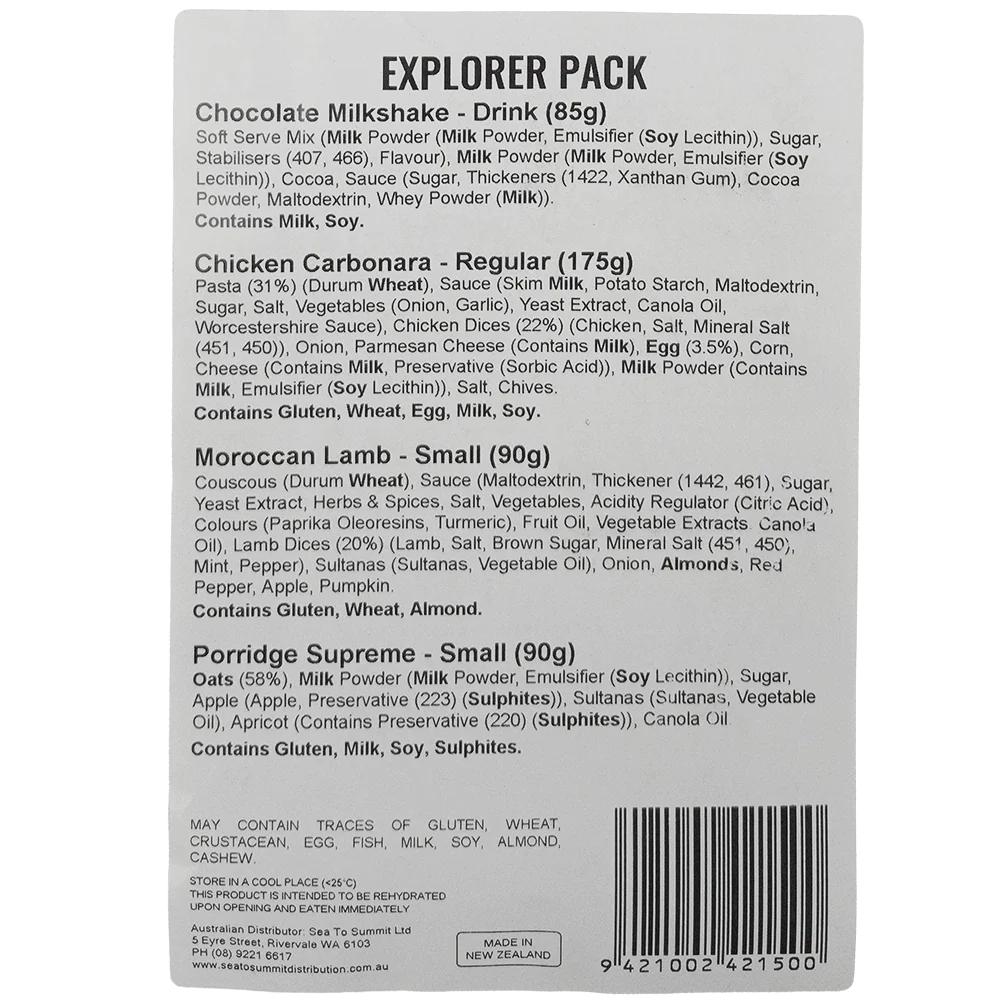 EXPLORER PACK
Chocolate Milkshake - Drink (85g)
Soft Serve Mix (Milk Powder (Milk Powder, Emulsifier (Soy Lecithin)), Sugar,
Stabilisers (407, 466), Flavour), Milk Powder (Milk Powder, Emulsifier (Soy
Lecithin)), Cocoa, Sauce (Sugar, Thickeners (1422, Xanthan Gum), Cocoa
Powder, Maltodextrin, Whey Powder (Milk)).
Contains Milk, Soy.
Chicken Carbonara - Regular (175g)
Pasta (31%) (Durum Wheat), Sauce (Skim Milk, Potato Starch, Maltodextrin,
Sugar, Salt, Vegetables (Onion, Garlic), Yeast Extract, Canola Oil,
Worcestershire Sauce), Chicken Dices (22%) (Chicken, Salt, Mineral Salt
(451, 450)), Onion, Parmesan Cheese (Contains Milk), Egg (3.5%), Corn,
Cheese (Contains Milk, Preservative (Sorbic Acid)), Milk Powder (Contains
Milk, Emulsifier (Soy Lecithin)), Salt, Chives.
Contains Gluten, Wheat, Egg, Milk, Soy.
Moroccan Lamb - Small (90g)
Couscous (Durum Wheat), Sauce (Maltodextrin, Thickener (1442, 461), Sugar,
Yeast Extract, Herbs & Spices, Salt, Vegetables, Acidity Regulator (Citric Acid),
Colours (Paprika Oleoresins, Turmeric), Fruit Oil, Vegetable Extracts. Canola
Oil), Lamb Dices (20%) (Lamb, Salt, Brown Sugar, Mineral Salt (451, 450),
Mint, Pepper), Sultanas (Sultanas, Vegetable Oil), Onion, Almonds, Red
Pepper, Apple, Pumpkin.
Contains Gluten, Wheat, Almond.
Porridge Supreme - Small (90g)
Oats (58%), Milk Powder (Milk Powder, Emulsifier (Soy Lecithin)), Sugar,
Apple (Apple, Preservative (223) (Sulphites)), Sultanas (Sultanas, Vegetable
Oil), Apricot (Contains Preservative (220) (Sulphites)), Canola Oil.
Contains Gluten, Milk, Soy, Sulphites.
MAY CONTAIN TRACES OF GLUTEN, WHEAT,
CRUSTACEAN, EGG, FISH, MILK, SOY, ALMOND,
CASHEW.
STORE IN A COOL PLACE (<25°C)
THIS PRODUCT IS INTENDED TO BE REHYDRATED
UPON OPENING AND EATEN IMMEDIATELY
Australian Distributor: Sea To Summit Ltd
5 Eyre Street, Rivervale WA 6103
PH (08) 9221 6617
www.seatosummitdistribution.com.au
MADE IN
NEW ZEALAND
9 421002 421500